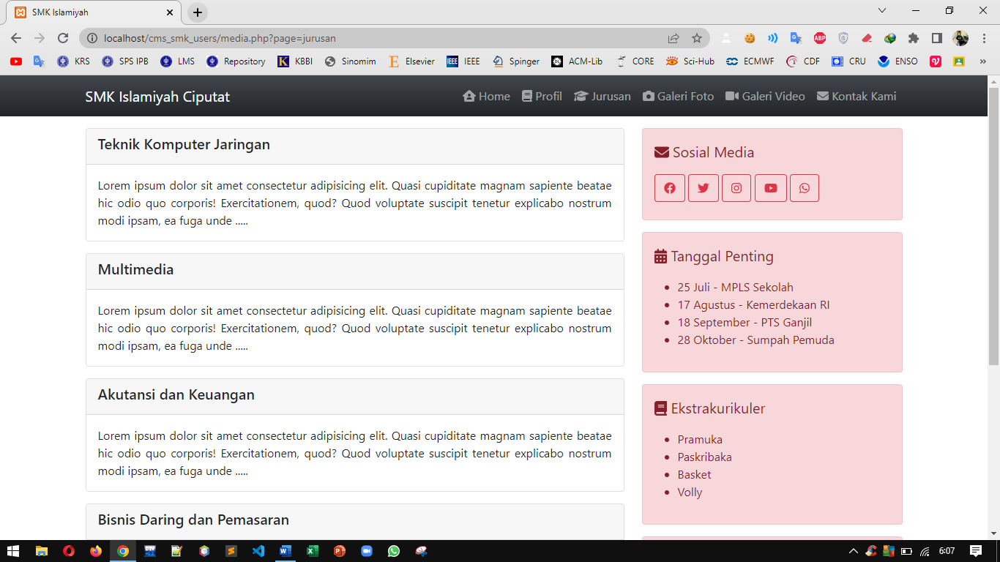 SMK Islamiyah
localhost/cms_smk_users/media.php?page=jurusan
ABP
KRS SPS IPB LMS Repository KBBI Sinomim Elsevier IEEE Spinger ACM-Lib CORE Sci-Hub ECMWF CDF CRU ENSO »
SMK Islamiyah Ciputat
Home Profil Jurusan Galeri Foto Galeri Video Kontak Kami
Teknik Komputer Jaringan
Lorem ipsum dolor sit amet consectetur adipisicing elit. Quasi cupiditate magnam sapiente beatae
hic odio quo corporis! Exercitationem, quod? Quod voluptate suscipit tenetur explicabo nostrum
modi ipsam, ea fuga unde .....
Multimedia
Lorem ipsum dolor sit amet consectetur adipisicing elit. Quasi cupiditate magnam sapiente beatae
hic odio quo corporis! Exercitationem, quod? Quod voluptate suscipit tenetur explicabo nostrum
modi ipsam, ea fuga unde .....
Akutansi dan Keuangan
Lorem ipsum dolor sit amet consectetur adipisicing elit. Quasi cupiditate magnam sapiente beatae
hic odio quo corporis! Exercitationem, quod? Quod voluptate suscipit tenetur explicabo nostrum
modi ipsam, ea fuga unde .....
Bisnis Daring dan Pemasaran
Sosial Media
Tanggal Penting
25 Juli - MPLS Sekolah
17 Agustus - Kemerdekaan RI
18 September - PTS Ganjil
28 Oktober - Sumpah Pemuda
Ekstrakurikuler
Pramuka
Paskribaka
Basket
Volly
6:07